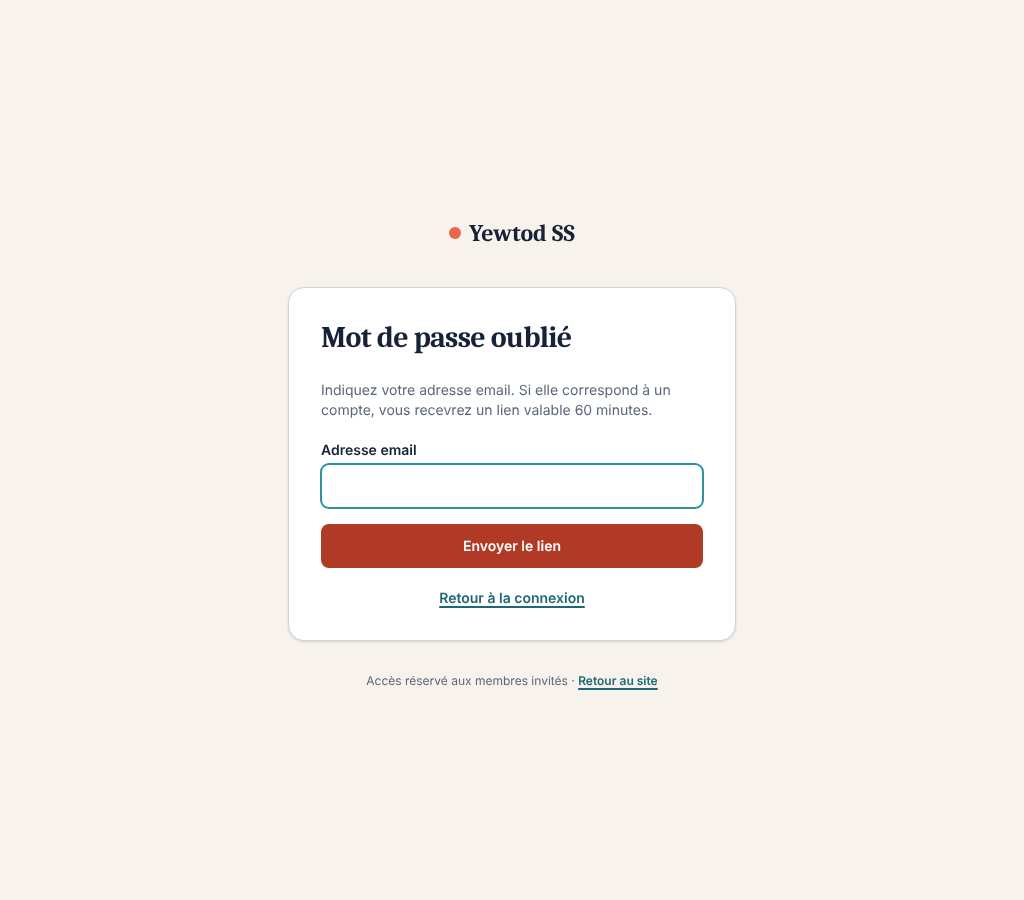 Yewtod SS
Mot de passe oublié
Indiquez votre adresse email. Si elle correspond à un
compte, vous recevrez un lien valable 60 minutes.
Adresse email
Envoyer le lien
Retour à la connexion
Accès réservé aux membres invités · Retour au site